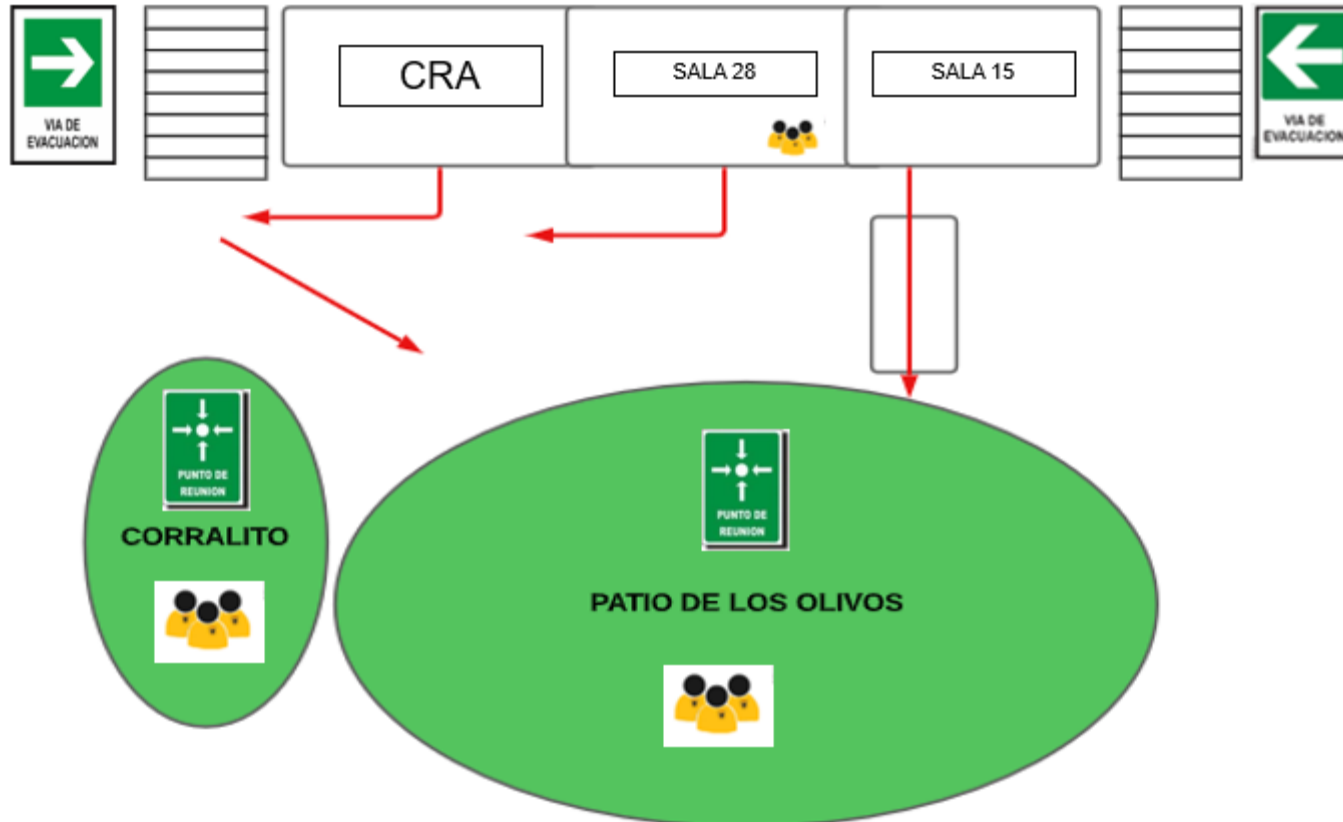 VIA DE
EVACUACION
CRA
SALA 28
SALA 15
VIA DE
EVACUACION
PUNTO DE
REUNION
CORRALITO
PUNTO DE
REUNION
PATIO DE LOS OLIVOS